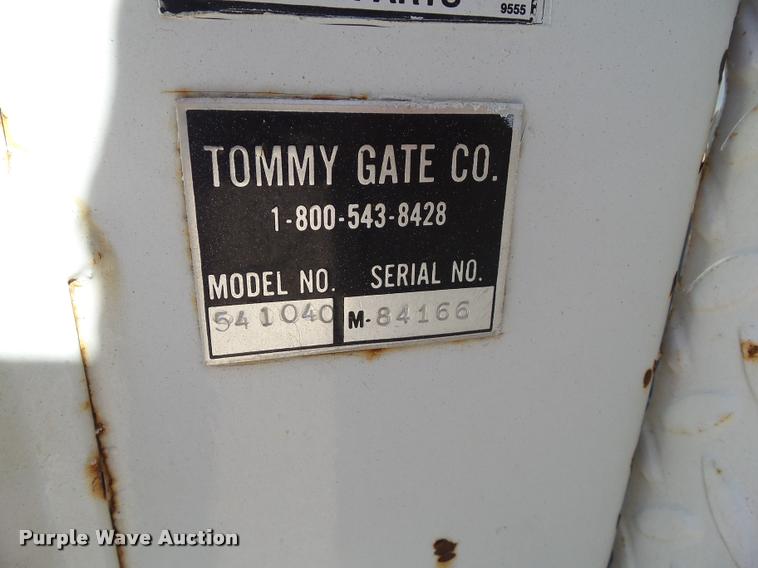 9555
TOMMY GATE CO.
1-800-543-8428
MODEL NO. SERIAL NO.
541040 M-84166
Purple Wave Auction